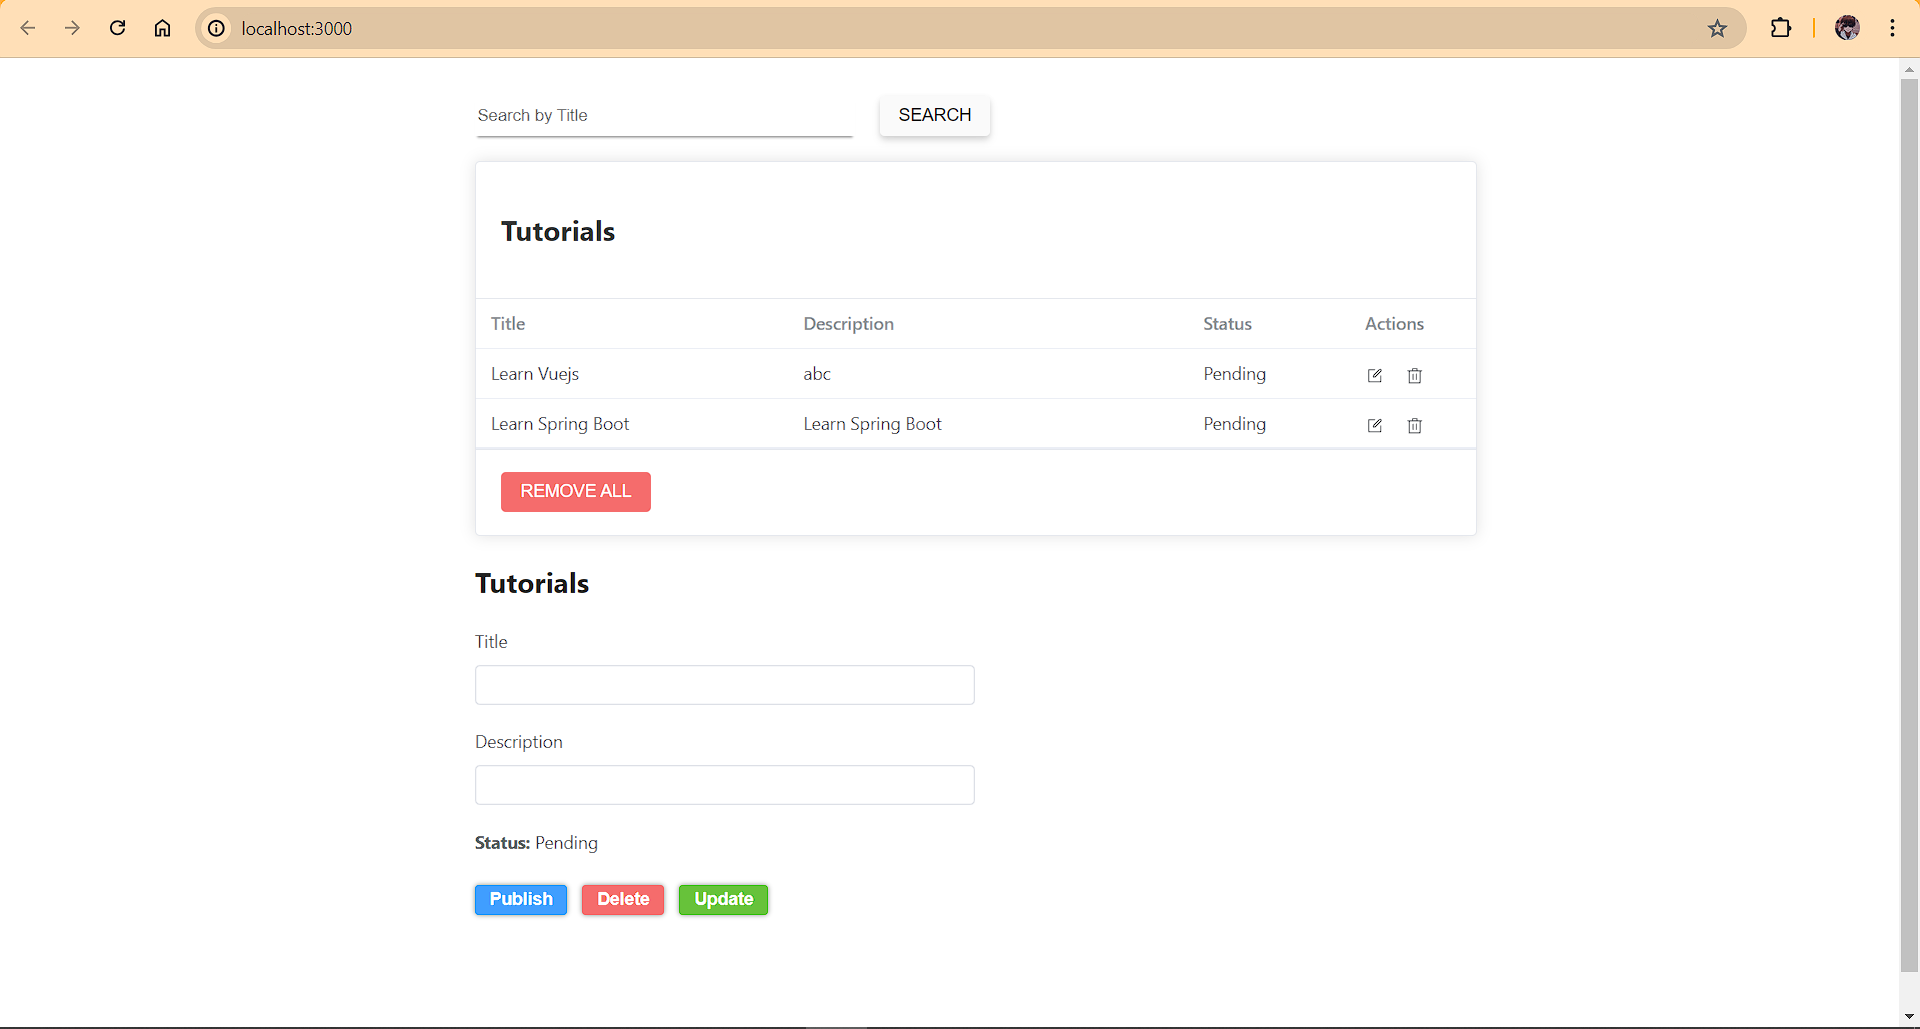 localhost:3000
Search by Title SEARCH
Tutorials
Title Description Status Actions
Learn Vuejs abc Pending
Learn Spring Boot Learn Spring Boot Pending
REMOVE ALL
Tutorials
Title
Description
Status: Pending
Publish Delete Update